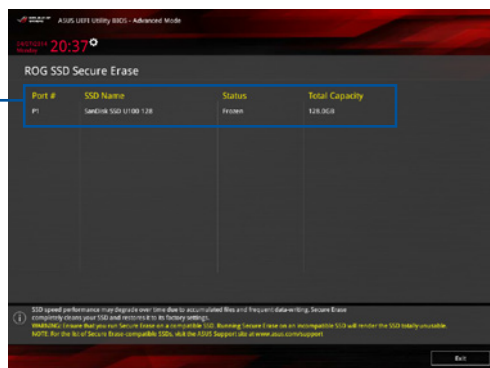 ASUS UEFI Utility BIOS - Advanced Mode
Monday
20:37
ROG SSD Secure Erase
Port # SSD Name Status Total Capacity
P1 SanDisk SSD U100 128 Frozen 128.0GB
SSD speed performance may degrade over time due to accumulated files and frequent data-writing. Secure Erase
completely cleans your SSD and restores it to its factory settings.
WARNING: Ensure that you run Secure Erase on a compatible SSD. Running Secure Erase on an incompatible SSD will render the SSD totally unusable.
NOTE: For the list of Secure Erase-compatible SSDs, visit the ASUS Support site at www.asus.com/support
Exit